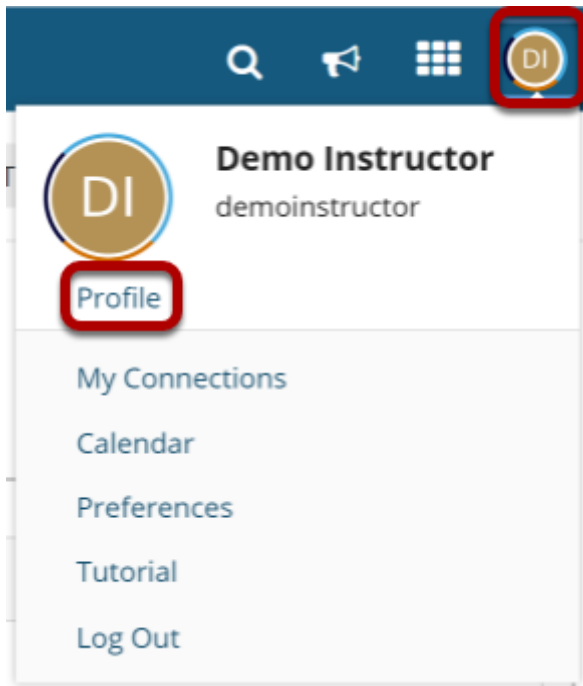 DI
DI
Demo Instructor
demoinstructor
Profile
My Connections
Calendar
Preferences
Tutorial
Log Out